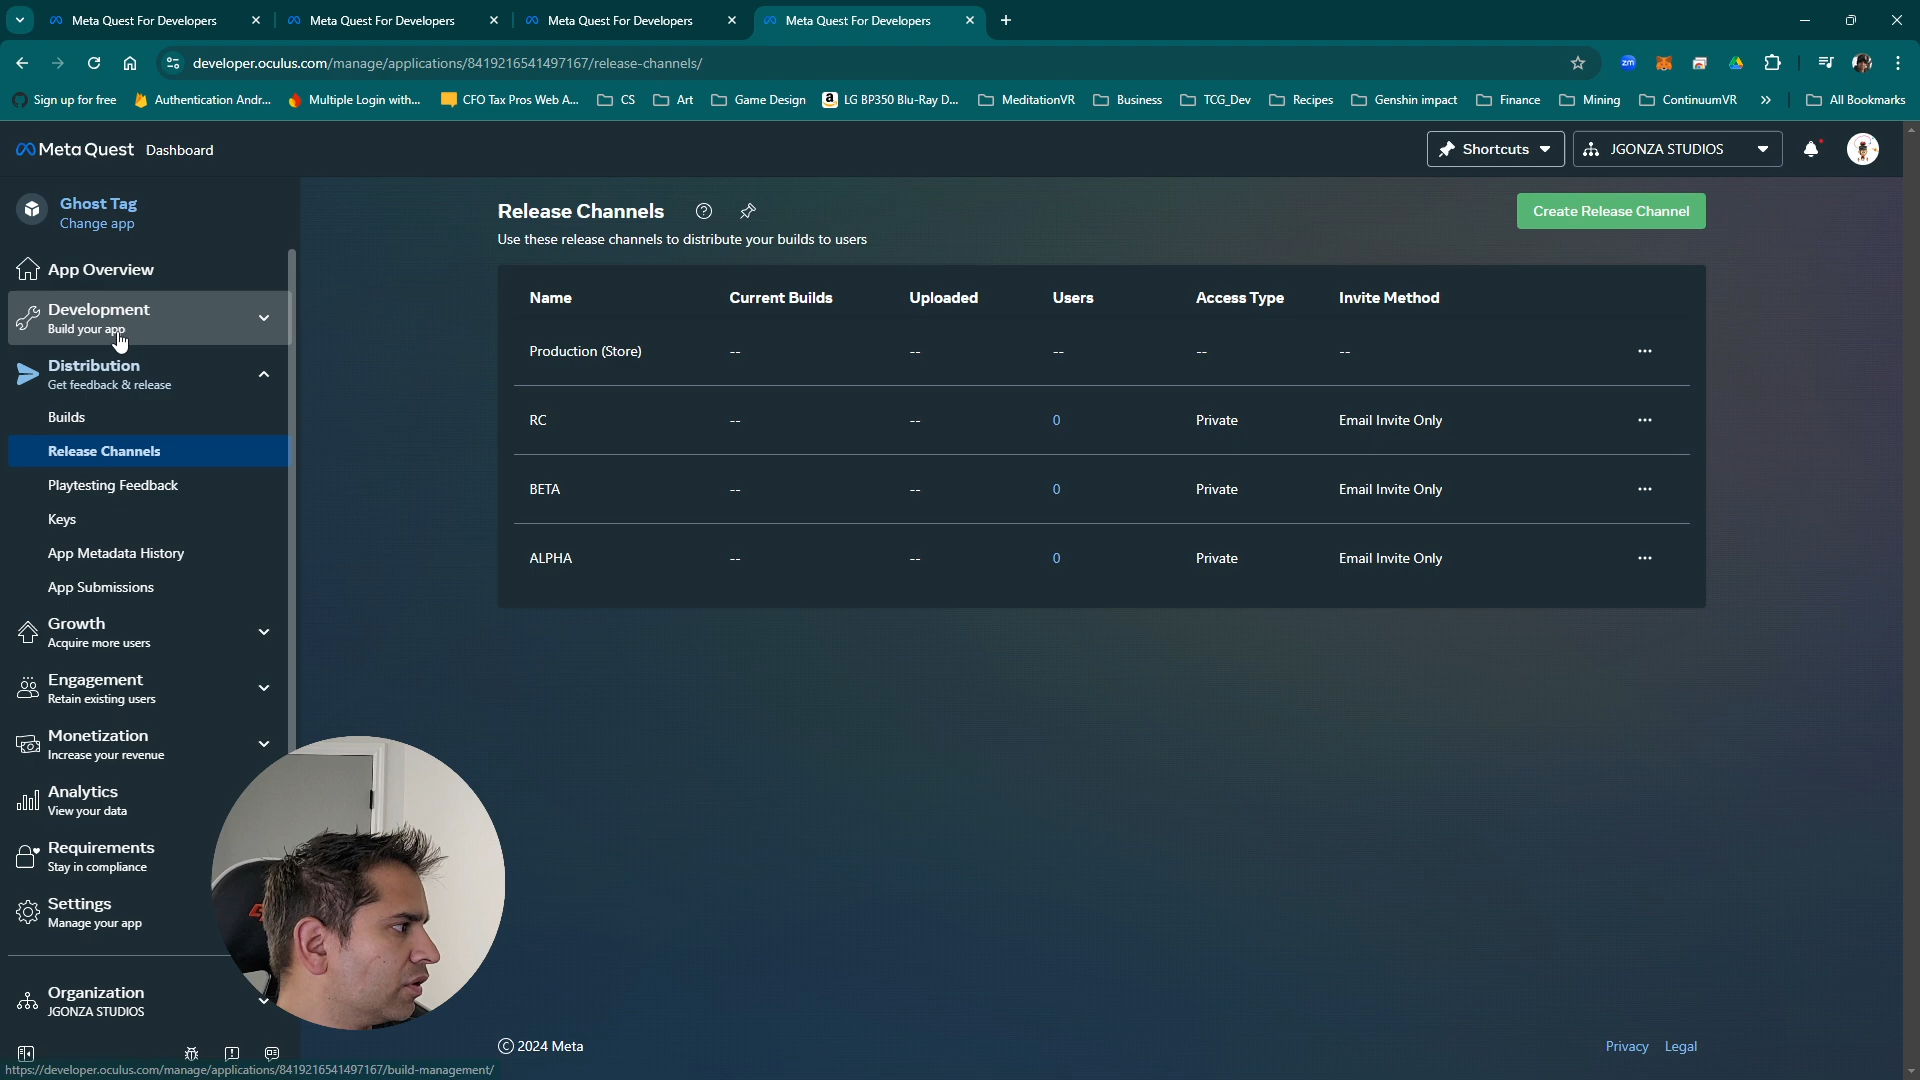 Meta Quest For Developers
Meta Quest For Developers
Meta Quest For Developers
Meta Quest For Developers
developer.oculus.com/manage/applications/8419216541497167/release-channels/
zm
Sign up for free
Authentication Andr...
Multiple Login with...
CFO Tax Pros Web A...
CS
Art
Game Design
LG BP350 Blu-Ray D...
MeditationVR
Business
TCG_Dev
Recipes
Genshin impact
Finance
Mining
ContinuumVR
All Bookmarks
Meta Quest Dashboard
Shortcuts
JGONZA STUDIOS
Ghost Tag
Change app
App Overview
Development
Build your app
Distribution
Get feedback & release
Builds
Release Channels
Playtesting Feedback
Keys
App Metadata History
App Submissions
Growth
Acquire more users
Engagement
Retain existing users
Monetization
Increase your revenue
Analytics
View your data
Requirements
Stay in compliance
Settings
Manage your app
Organization
JGONZA STUDIOS
Release Channels
Use these release channels to distribute your builds to users
Create Release Channel
Name Current Builds Uploaded Users Access Type Invite Method
Production (Store) -- -- -- -- --
RC -- -- 0 Private Email Invite Only
BETA -- -- 0 Private Email Invite Only
ALPHA -- -- 0 Private Email Invite Only
© 2024 Meta
Privacy Legal
https://developer.oculus.com/manage/applications/8419216541497167/build-management/